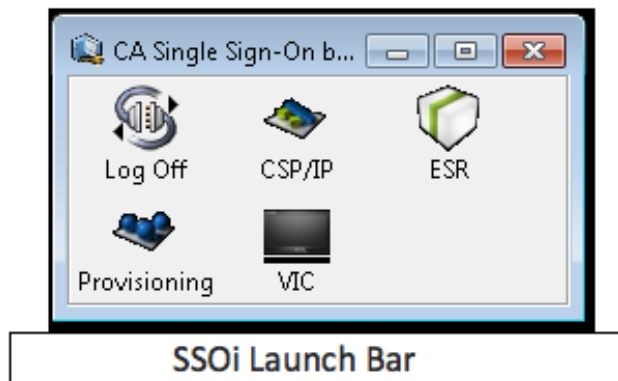 CA Single Sign-On b...
Log Off CSP/IP ESR
Provisioning VIC
SSOi Launch Bar